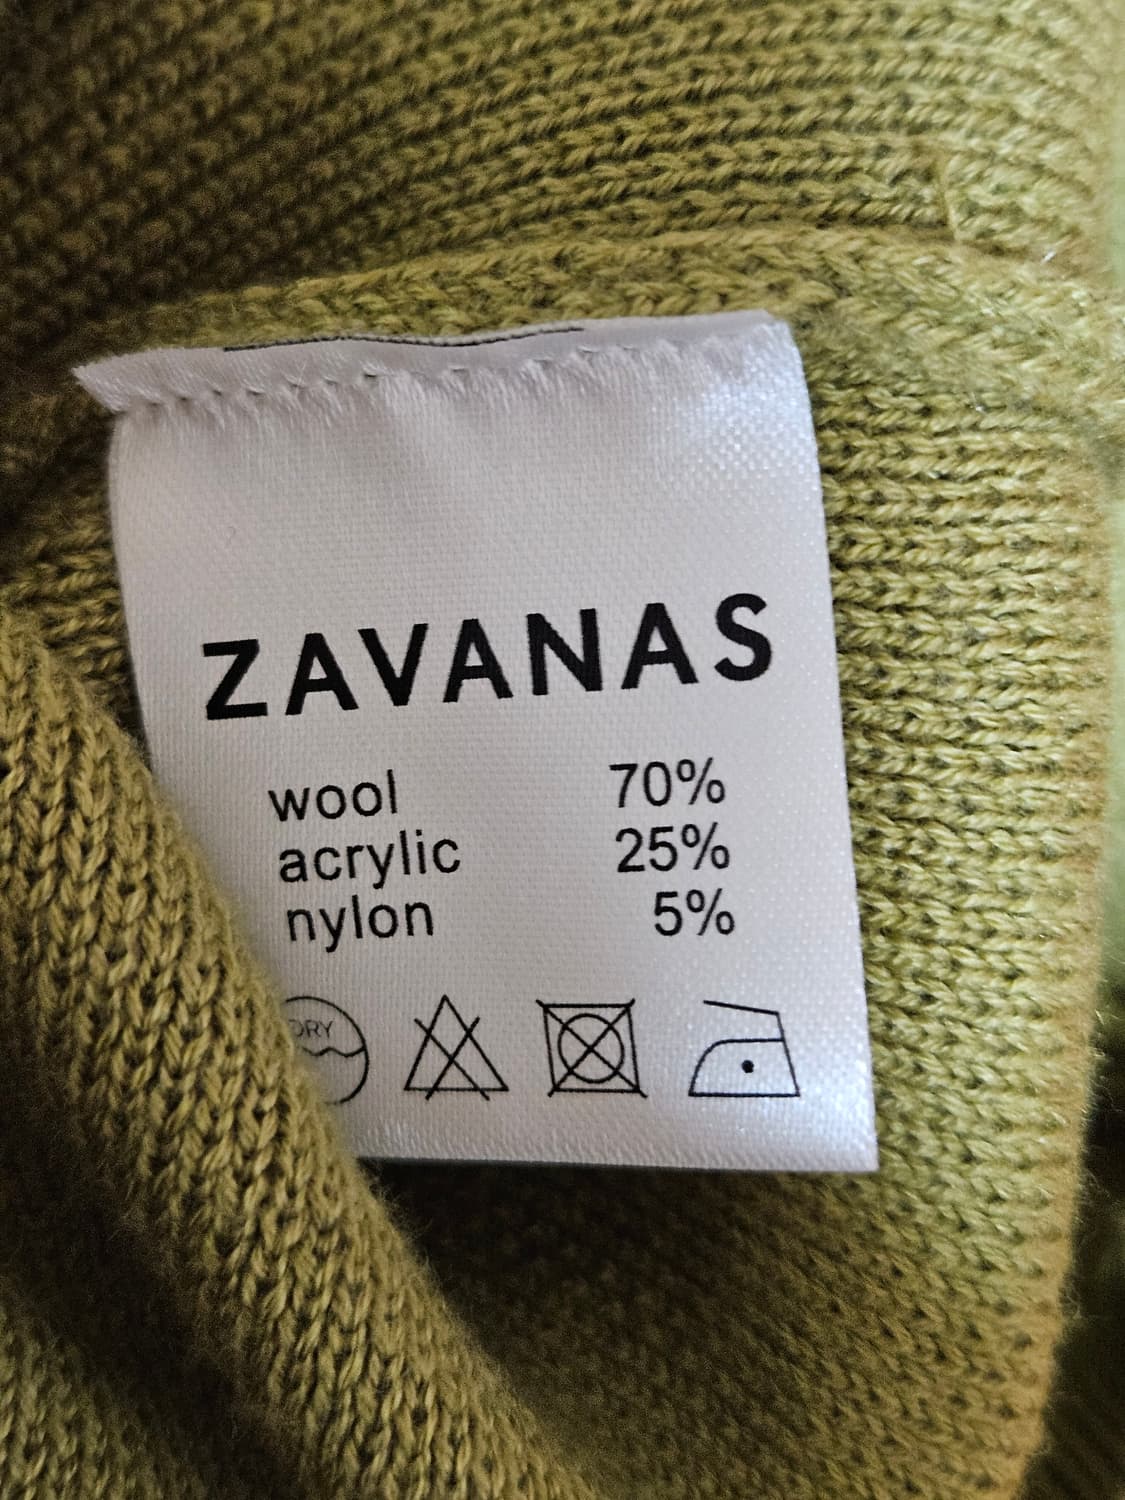 ZAVANAS
wool 70%
acrylic 25%
nylon 5%
DRY